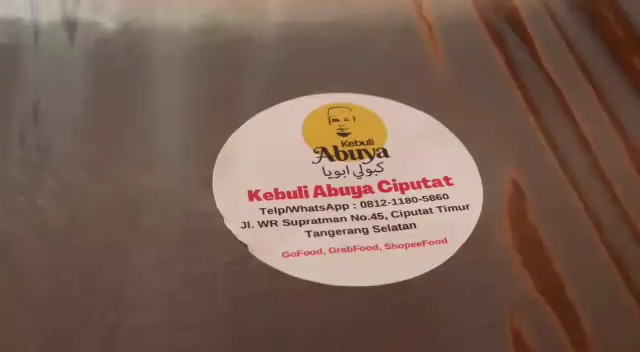 Kebuli
Abuya
كبولي ابويا
Kebuli Abuya Ciputat
Telp/WhatsApp : 0812-1180-5860
Jl. WR Supratman No.45, Ciputat Timur
Tangerang Selatan
GoFood, GrabFood, ShopeeFood